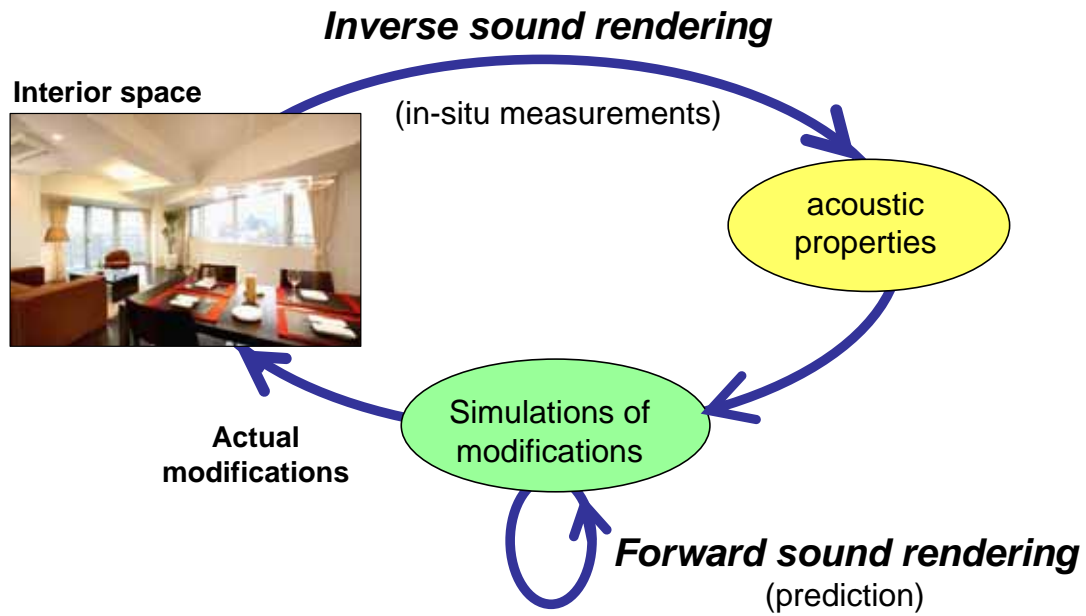 Inverse sound rendering
Interior space
(in-situ measurements)
acoustic
properties
Simulations of
modifications
Actual
modifications
Forward sound rendering
(prediction)